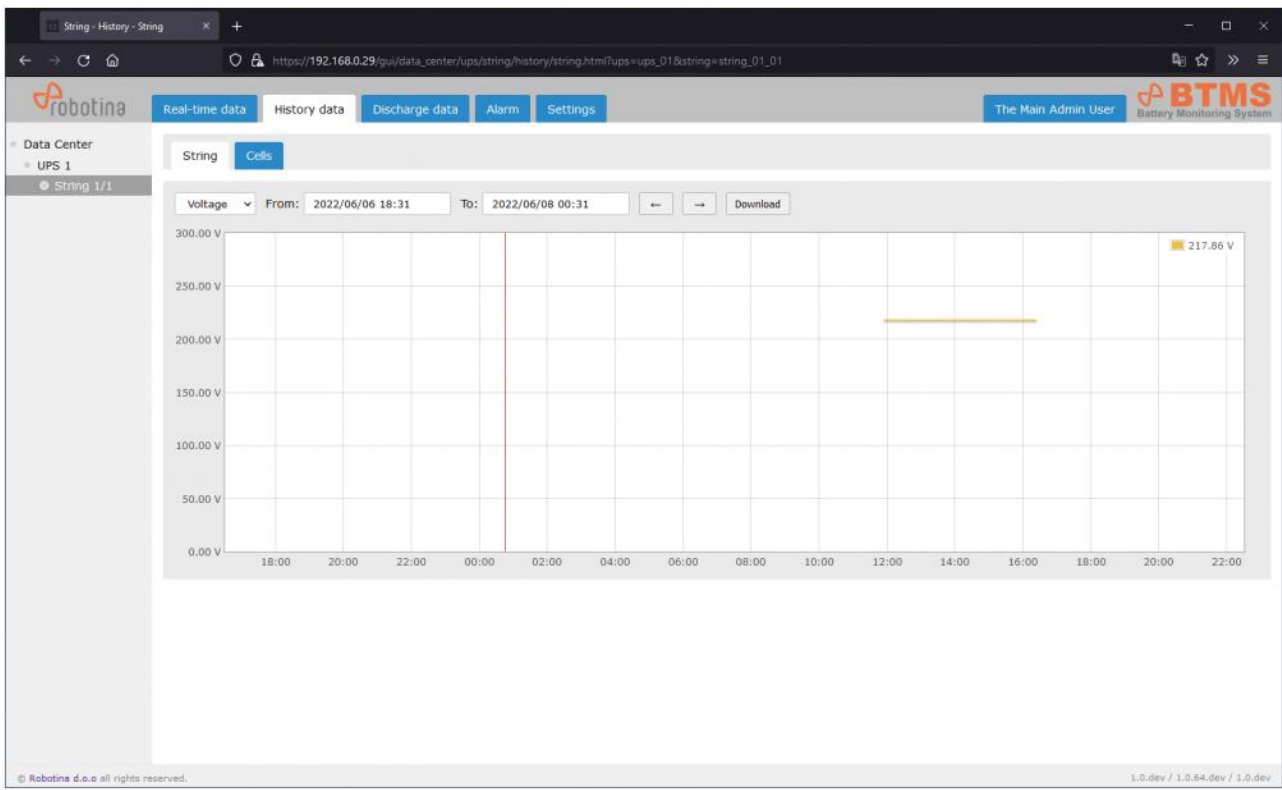 String - History - String
https://192.168.0.29/gui/data_center/ups/string/history/string.html?ups=ups_01&string=string_01_01
robotina
Real-time data History data Discharge data Alarm Settings The Main Admin User
BTMS
Battery Monitoring System
Data Center
UPS 1
String 1/1
String Cells
Voltage From: 2022/06/06 18:31 To: 2022/06/08 00:31 ← → Download
300.00 V
217.86 V
250.00 V
200.00 V
150.00 V
100.00 V
50.00 V
0.00 V
18:00 20:00 22:00 00:00 02:00 04:00 06:00 08:00 10:00 12:00 14:00 16:00 18:00 20:00 22:00
© Robotina d.o.o all rights reserved. 1.0.dev / 1.0.64.dev / 1.0.dev